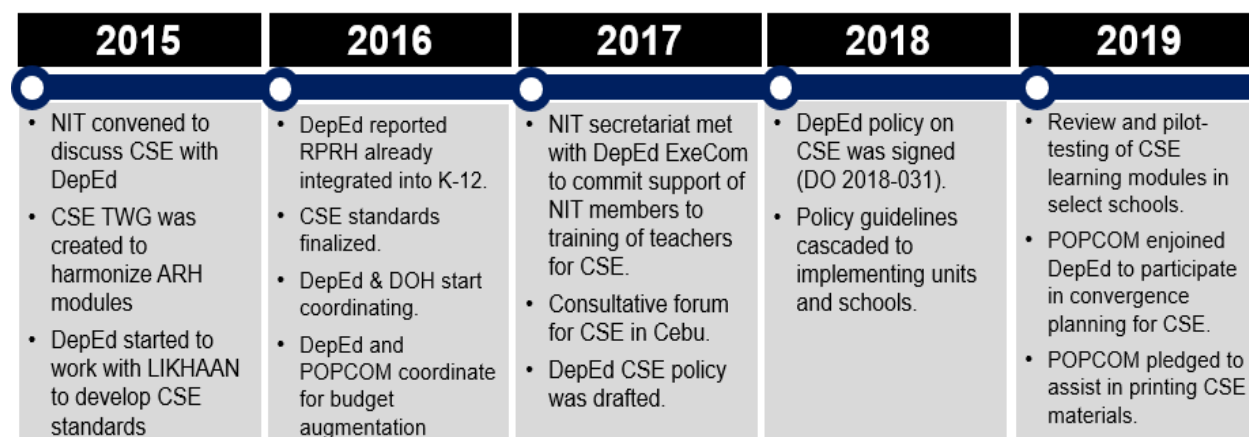 2015
• NIT convened to
discuss CSE with
DepEd
• CSE TWG was
created to
harmonize ARH
modules
• DepEd started to
work with LIKHAAN
to develop CSE
standards
2016
• DepEd reported
RPRH already
integrated into K-12.
• CSE standards
finalized.
• DepEd & DOH start
coordinating.
• DepEd and
POPCOM coordinate
for budget
augmentation
2017
• NIT secretariat met
with DepEd ExeCom
to commit support of
NIT members to
training of teachers
for CSE.
• Consultative forum
for CSE in Cebu.
• DepEd CSE policy
was drafted.
2018
• DepEd policy on
CSE was signed
(DO 2018-031).
• Policy guidelines
cascaded to
implementing units
and schools.
2019
• Review and pilot-
testing of CSE
learning modules in
select schools.
• POPCOM enjoined
DepEd to participate
in convergence
planning for CSE.
• POPCOM pledged to
assist in printing CSE
materials.